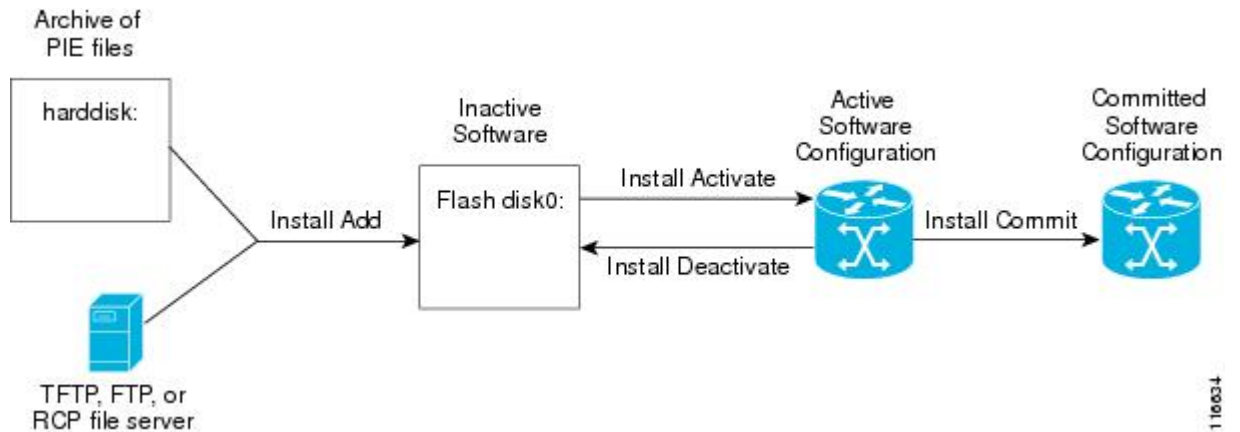 Archive of
PIE files
harddisk:
Inactive
Software
Flash disk0:
Install Add
Install Activate
Install Deactivate
Active
Software
Configuration
Install Commit
Committed
Software
Configuration
TFTP, FTP, or
RCP file server
116634